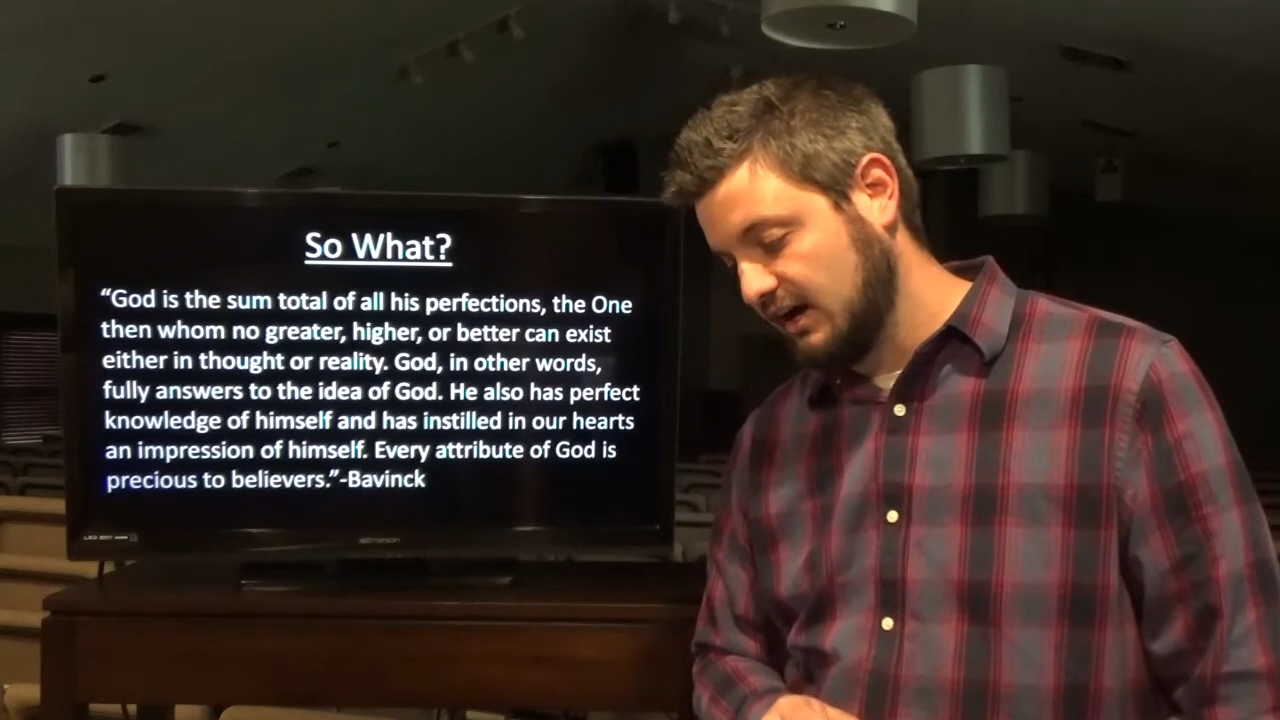 So What?
“God is the sum total of all his perfections, the One
then whom no greater, higher, or better can exist
either in thought or reality. God, in other words,
fully answers to the idea of God. He also has perfect
knowledge of himself and has instilled in our hearts
an impression of himself. Every attribute of God is
precious to believers.”-Bavinck